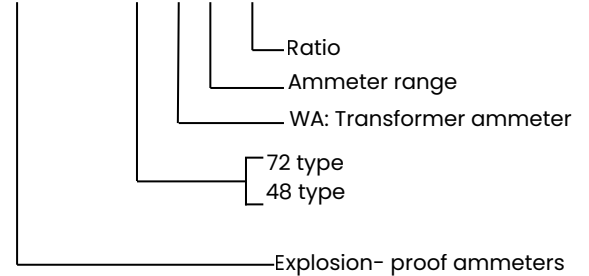 Ratio
Ammeter range
WA: Transformer ammeter
72 type
48 type
Explosion- proof ammeters